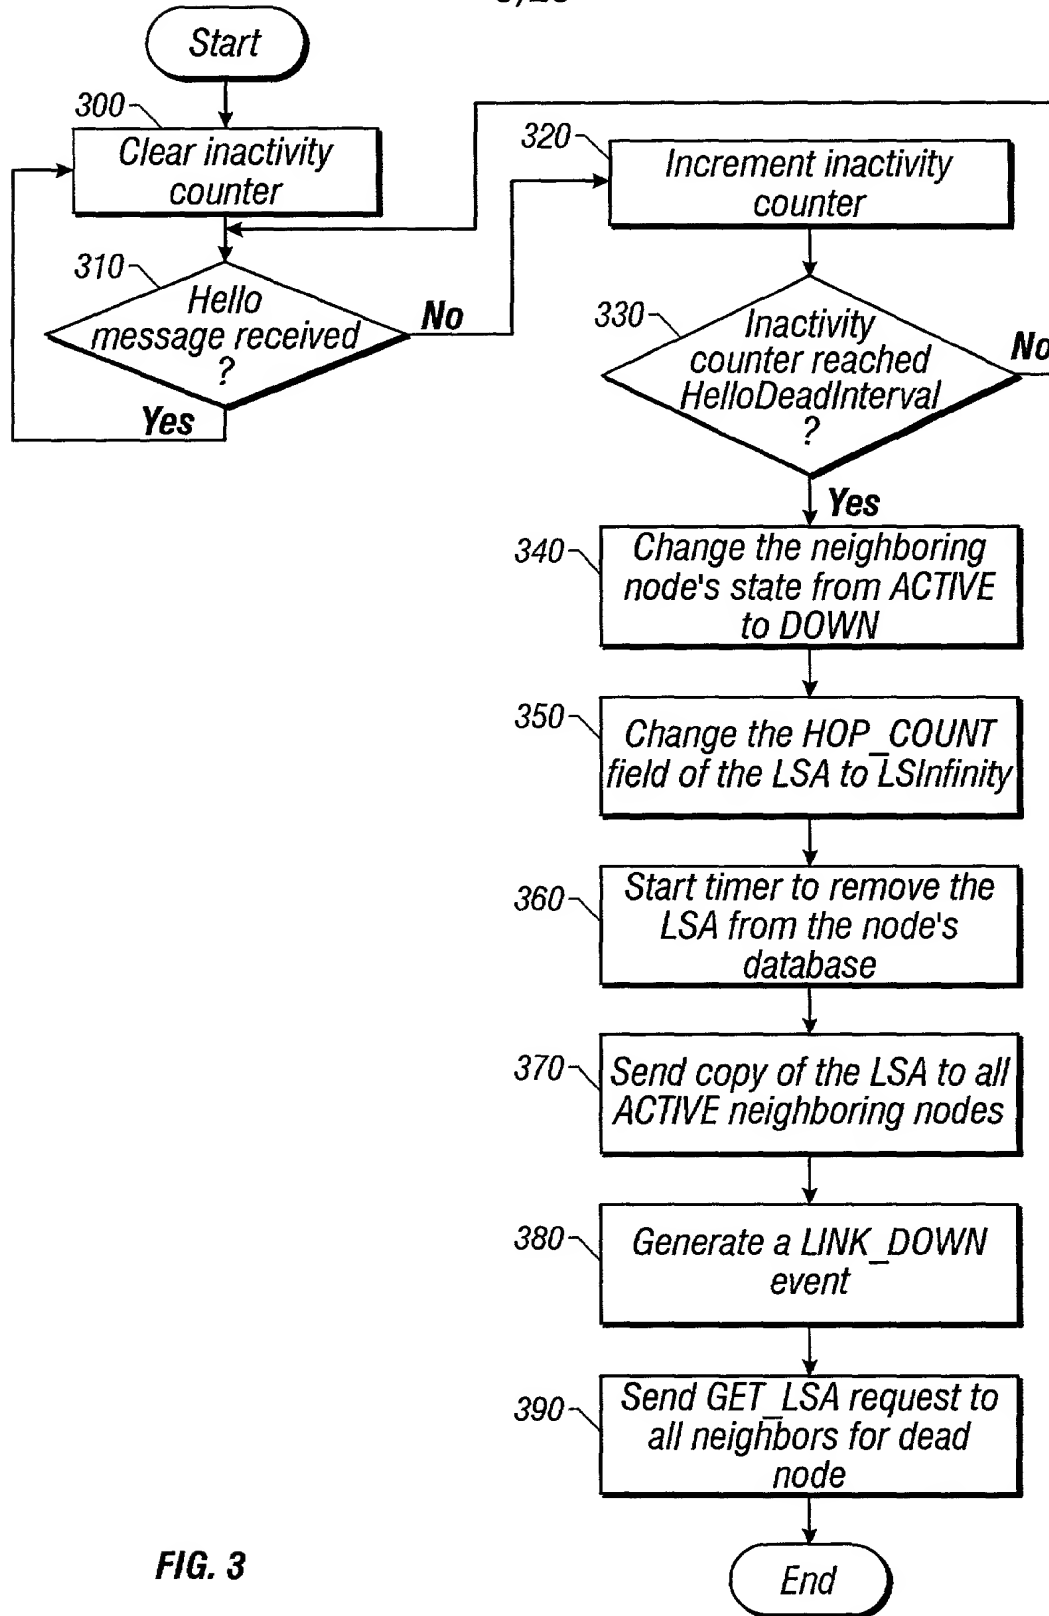 Start
300
Clear inactivity
counter
310
Hello
message received
?
No
Yes
320
Increment inactivity
counter
330
Inactivity
counter reached
HelloDeadInterval
?
No
Yes
340
Change the neighboring
node's state from ACTIVE
to DOWN
350
Change the HOP_COUNT
field of the LSA to LSInfinity
360
Start timer to remove the
LSA from the node's
database
370
Send copy of the LSA to all
ACTIVE neighboring nodes
380
Generate a LINK_DOWN
event
390
Send GET_LSA request to
all neighbors for dead
node
End
FIG. 3